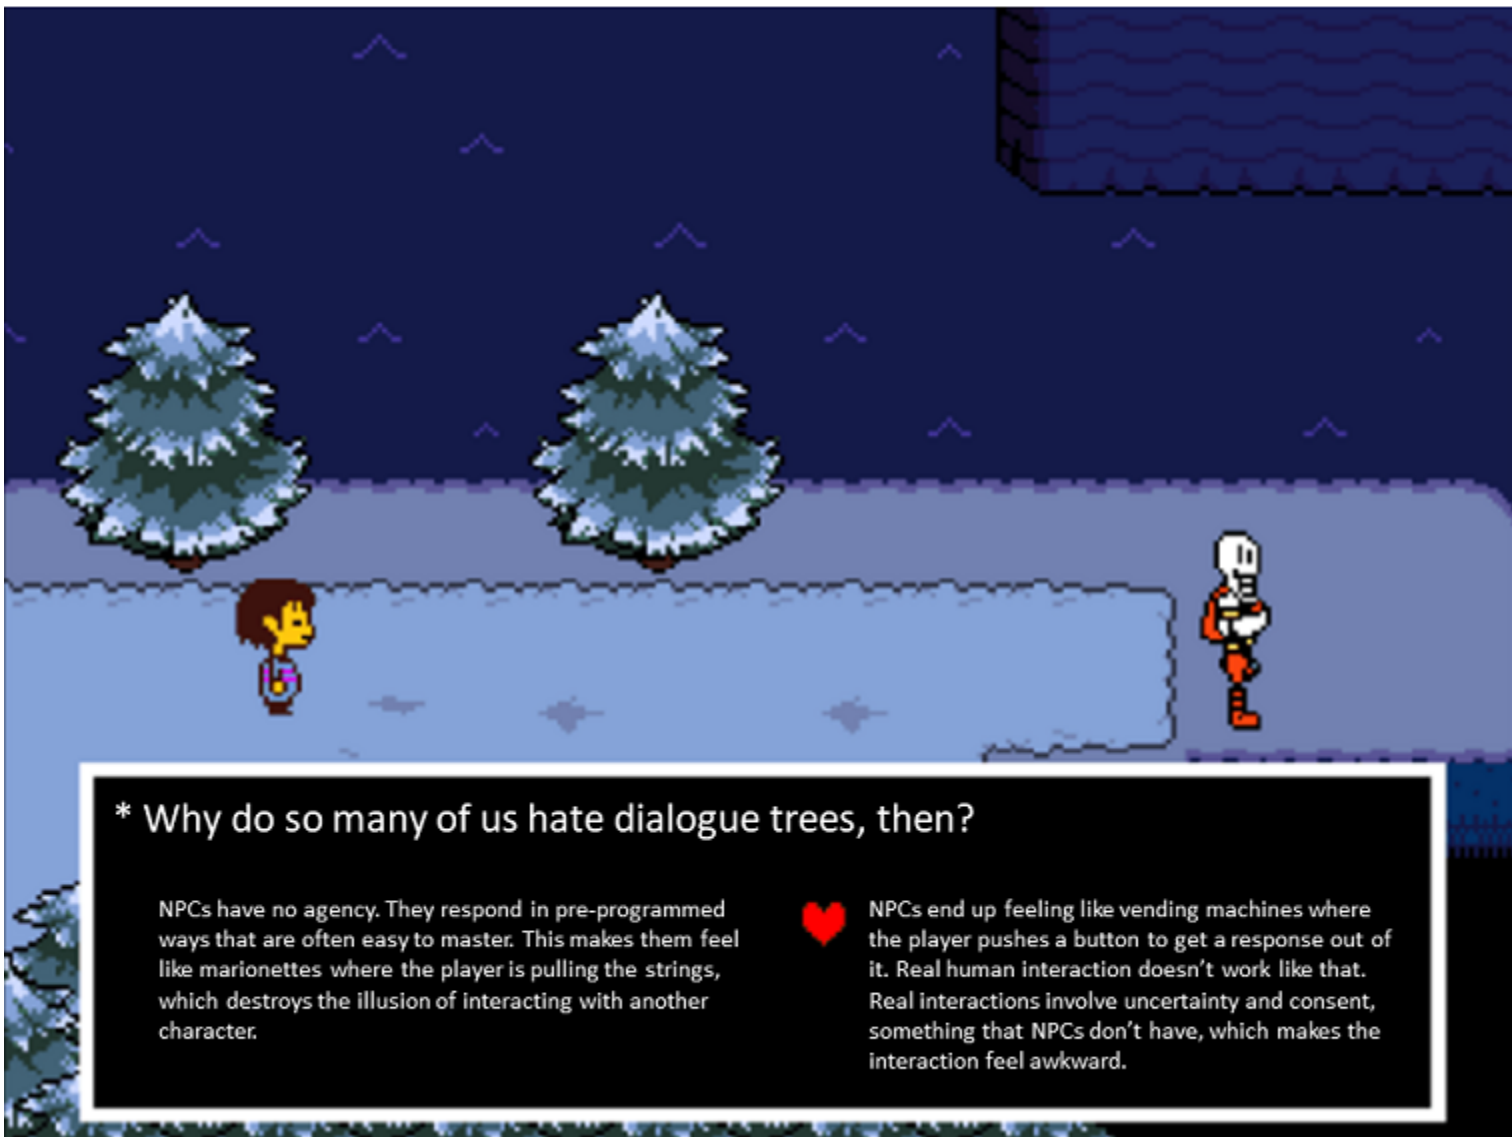 * Why do so many of us hate dialogue trees, then?
NPCs have no agency. They respond in pre-programmed
ways that are often easy to master. This makes them feel
like marionettes where the player is pulling the strings,
which destroys the illusion of interacting with another
character.
NPCs end up feeling like vending machines where
the player pushes a button to get a response out of
it. Real human interaction doesn't work like that.
Real interactions involve uncertainty and consent,
something that NPCs don't have, which makes the
interaction feel awkward.